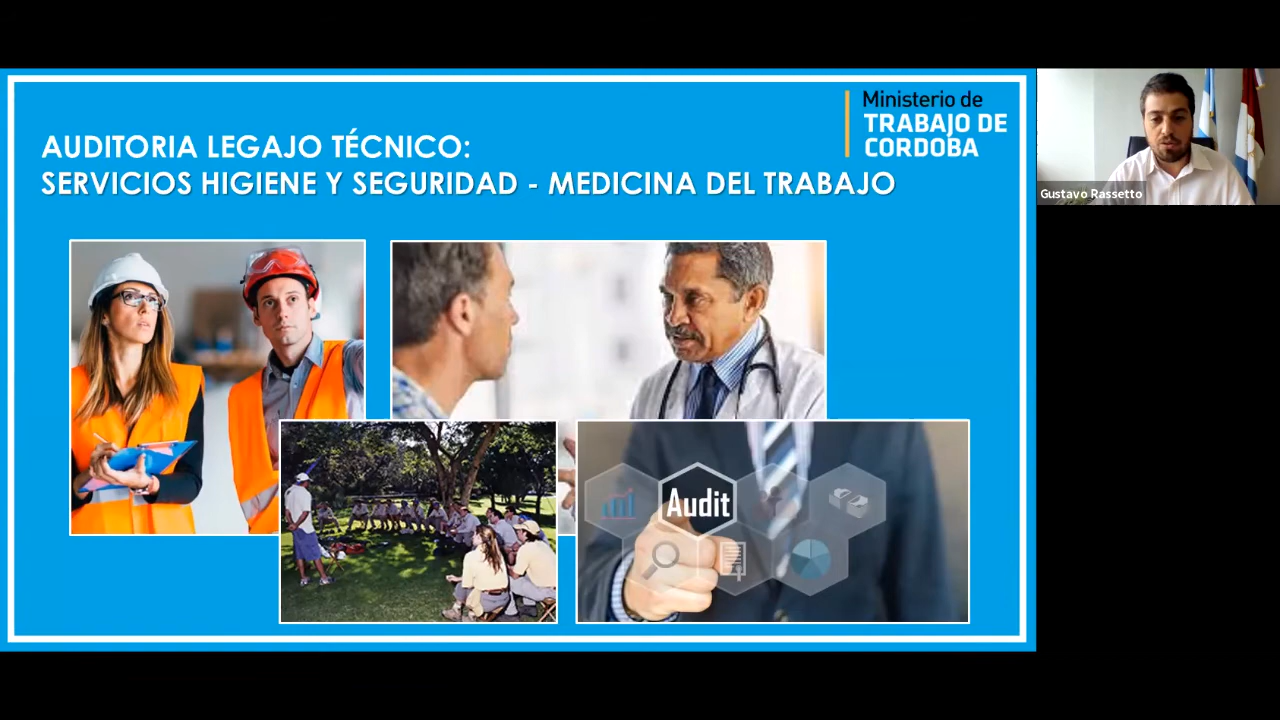 AUDITORIA LEGAJO TÉCNICO:
SERVICIOS HIGIENE Y SEGURIDAD - MEDICINA DEL TRABAJO
Ministerio de
TRABAJO DE
CORDOBA
Gustavo Rassetto
Audit